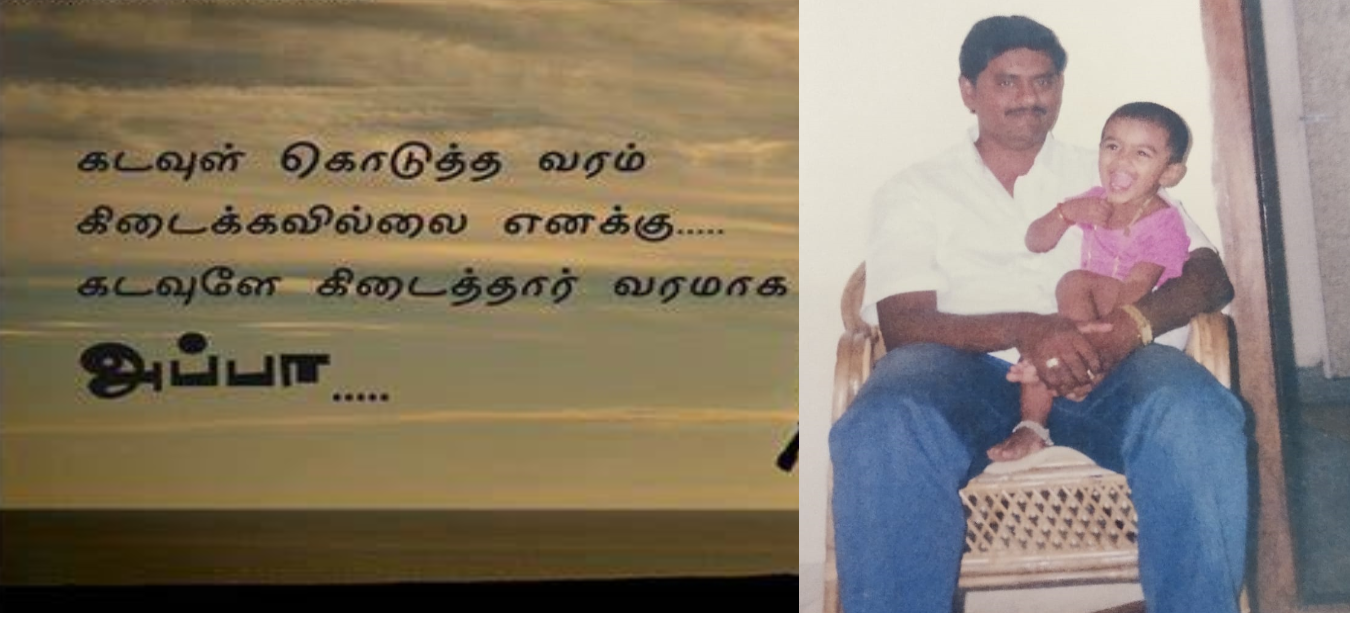 கடவுள் கொடுத்த வரம்
கிடைக்கவில்லை எனக்கு.....
கடவுளே கிடைத்தார் வரமாக
அப்பா.....